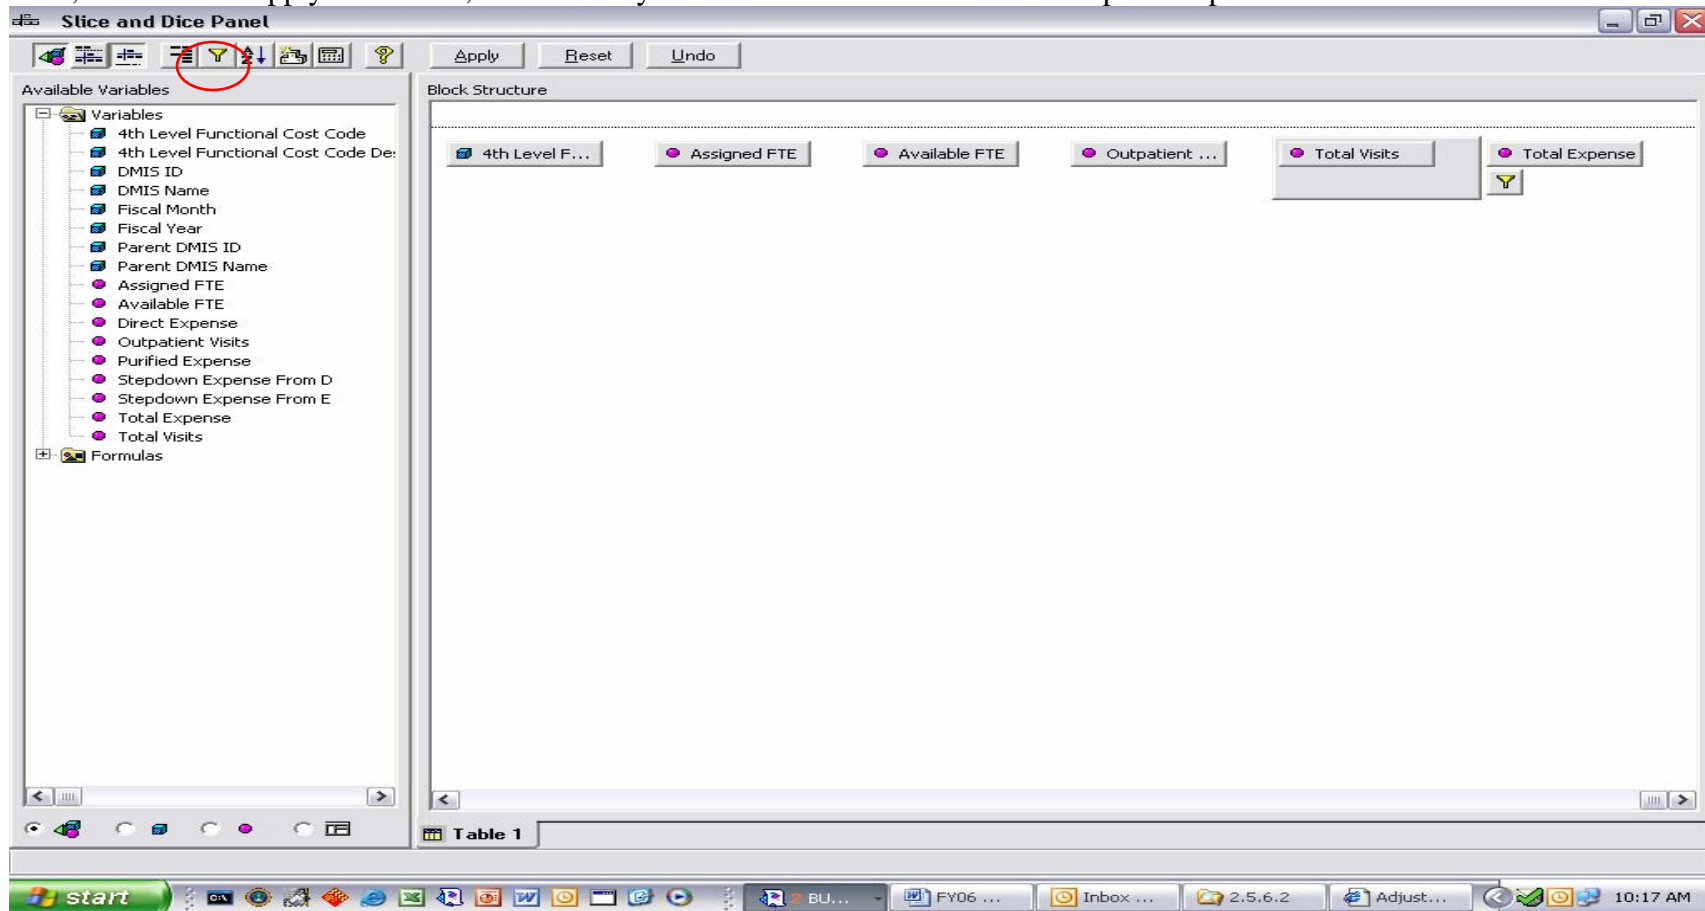 Slice and Dice Panel
Apply Reset Undo
Available Variables
Variables
4th Level Functional Cost Code
4th Level Functional Cost Code De
DMIS ID
DMIS Name
Fiscal Month
Fiscal Year
Parent DMIS ID
Parent DMIS Name
Assigned FTE
Available FTE
Direct Expense
Outpatient Visits
Purified Expense
Stepdown Expense From D
Stepdown Expense From E
Total Expense
Total Visits
Formulas
Block Structure
4th Level F... Assigned FTE Available FTE Outpatient ... Total Visits Total Expense
Table 1
start BU... FY06 ... Inbox ... 2.5.6.2 Adjust... 10:17 AM